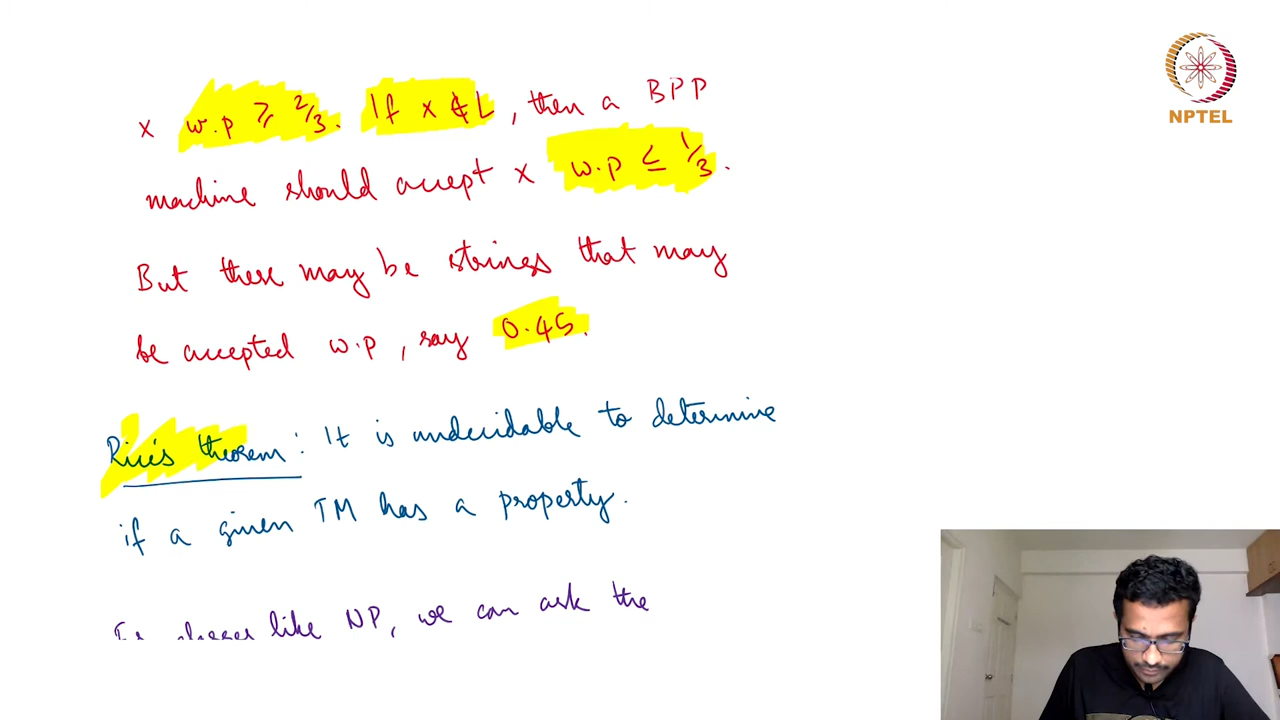 x w.p ≥ 2/3. If x ∉ L, then a BPP
machine should accept x w.p ≤ 1/3.
But there may be strings that may
be accepted w.p, say 0.45.
Rice's theorem: It is undecidable to determine
if a given TM has a property.
In classes like NP, we can ask the
NPTEL